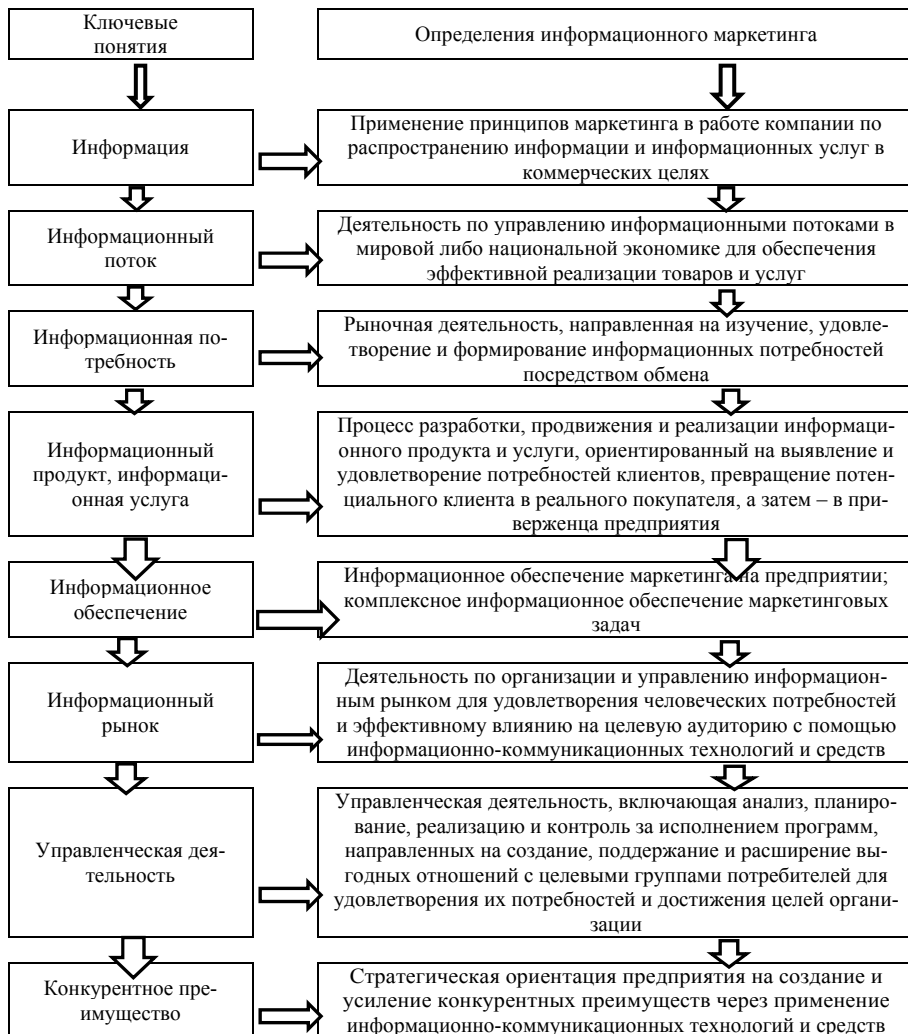 Ключевые
понятия
Определения информационного маркетинга
Информация
Применение принципов маркетинга в работе компании по
распространению информации и информационных услуг в
коммерческих целях
Информационный
поток
Деятельность по управлению информационными потоками в
мировой либо национальной экономике для обеспечения
эффективной реализации товаров и услуг
Информационная по-
требность
Рыночная деятельность, направленная на изучение, удовле-
творение и формирование информационных потребностей
посредством обмена
Информационный
продукт, информаци-
онная услуга
Процесс разработки, продвижения и реализации информаци-
онного продукта и услуги, ориентированный на выявление и
удовлетворение потребностей клиентов, превращение потен-
циального клиента в реального покупателя, а затем – в при-
верженца предприятия
Информационное
обеспечение
Информационное обеспечение маркетинга на предприятии;
комплексное информационное обеспечение маркетинговых
задач
Информационный
рынок
Деятельность по организации и управлению информацион-
ным рынком для удовлетворения человеческих потребностей
и эффективному влиянию на целевую аудиторию с помощью
информационно-коммуникационных технологий и средств
Управленческая дея-
тельность
Управленческая деятельность, включающая анализ, планиро-
вание, реализацию и контроль за исполнением программ,
направленных на создание, поддержание и расширение вы-
годных отношений с целевыми группами потребителей для
удовлетворения их потребностей и достижения целей органи-
зации
Конкурентное пре-
имущество
Стратегическая ориентация предприятия на создание и
усиление конкурентных преимуществ через применение
информационно-коммуникационных технологий и средств